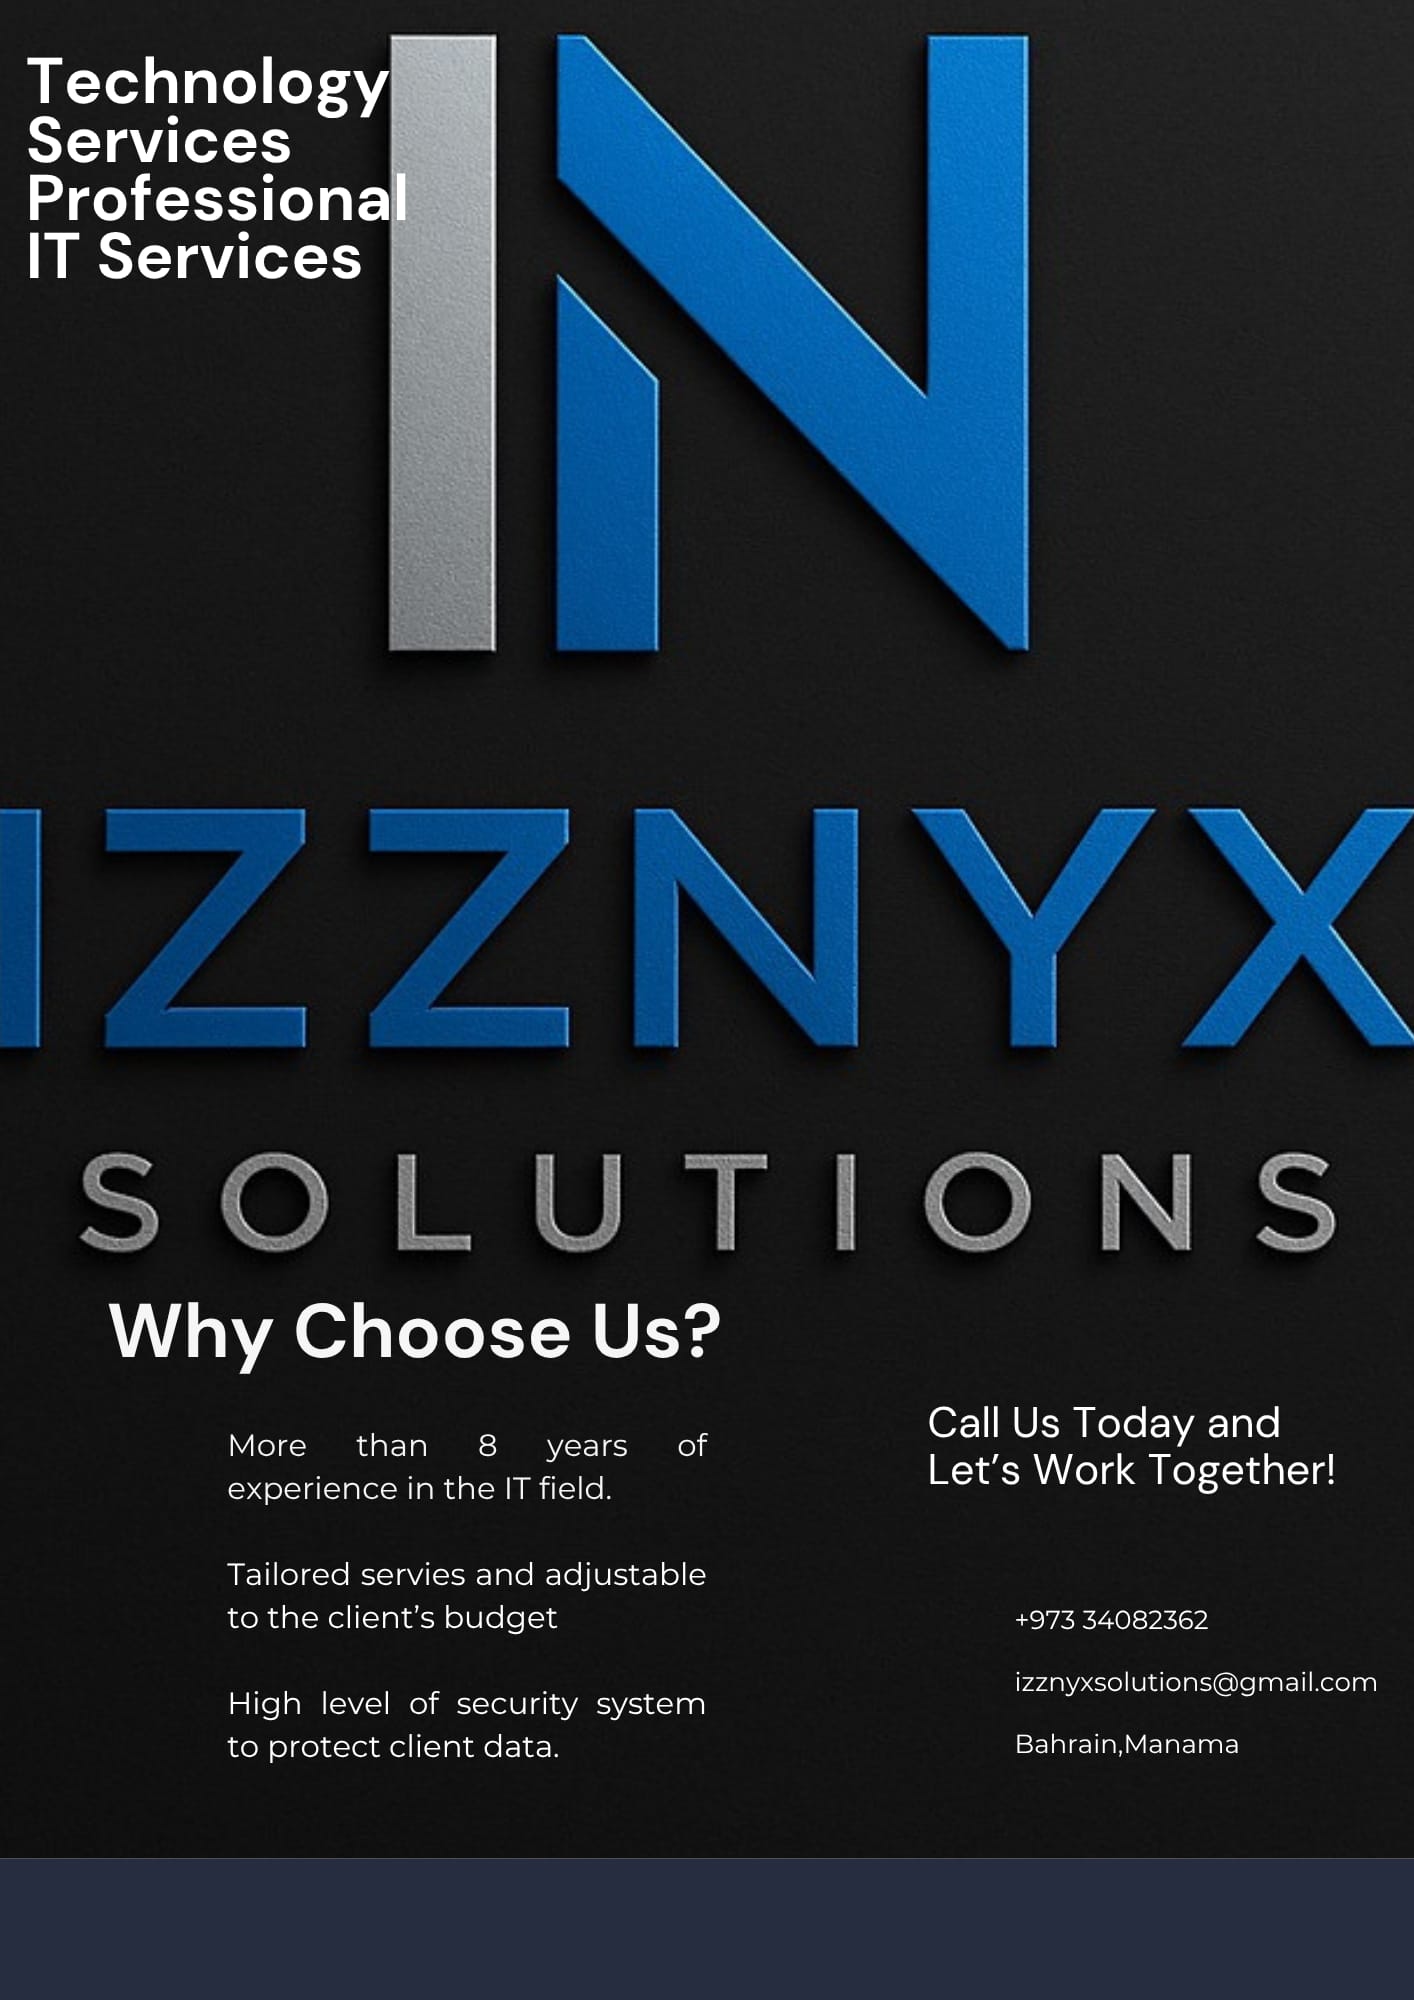 Technology
Services
Professional
IT Services
IN
IZZNYX
SOLUTIONS
Why Choose Us?
More than 8 years of
experience in the IT field.
Tailored servies and adjustable
to the client’s budget
High level of security system
to protect client data.
Call Us Today and
Let’s Work Together!
+973 34082362
izznyxsolutions@gmail.com
Bahrain,Manama